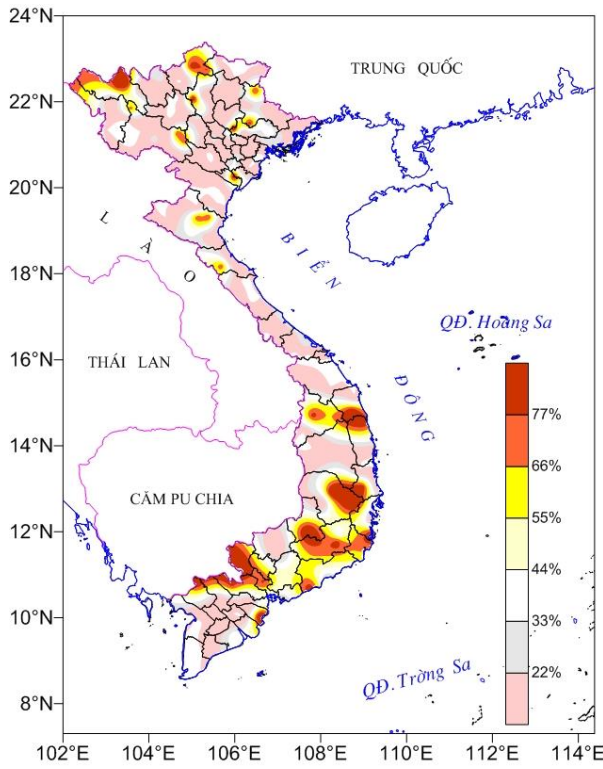 24°N
22°N
20°N
18°N
16°N
14°N
12°N
10°N
8°N
TRUNG QUỐC
LÀO
BIỂN ĐÔNG
QĐ. Hoàng Sa
THÁI LAN
CĂM PU CHIA
77%
66%
55%
44%
33%
22%
QĐ. Trờng Sa
102°E 104°E 106°E 108°E 110°E 112°E 114°E